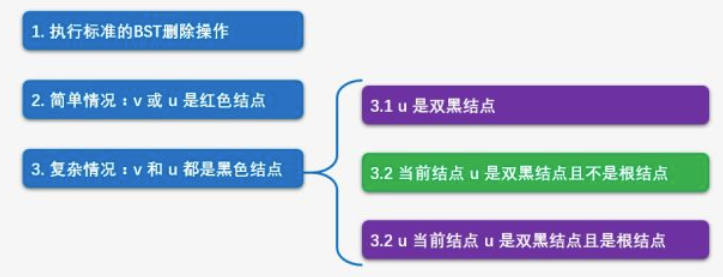 1. 执行标准的BST删除操作
2. 简单情况：v 或 u 是红色结点
3. 复杂情况：v 和 u 都是黑色结点
3.1 u 是双黑结点
3.2 当前结点 u 是双黑结点且不是根结点
3.2 u 当前结点 u 是双黑结点且是根结点